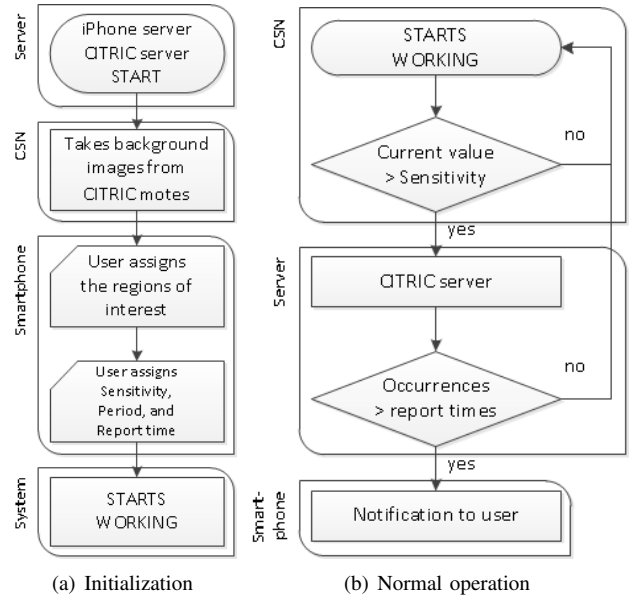 Server
iPhone server
CITRIC server
START
CSN
Takes background
images from
CITRIC motes
Smartphone
User assigns
the regions of
interest
User assigns
Sensitivity,
Period, and
Report time
System
STARTS
WORKING
(a) Initialization
CSN
STARTS
WORKING
Current value
> Sensitivity
no
yes
Server
CITRIC server
Occurrences
> report times
no
yes
Smart-
phone
Notification to user
(b) Normal operation